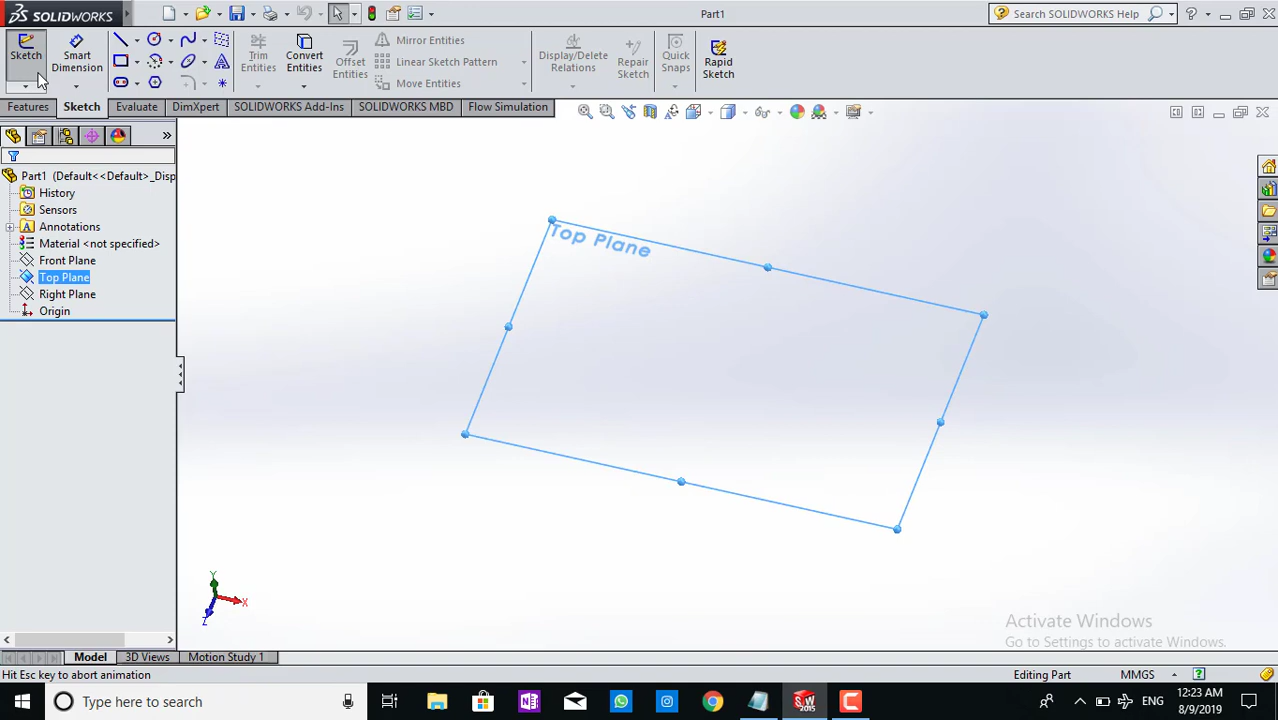 SOLIDWORKS
Part1
Search SOLIDWORKS Help
Sketch
Smart Dimension
Trim Entities
Convert Entities
Offset Entities
Mirror Entities
Linear Sketch Pattern
Move Entities
Display/Delete Relations
Repair Sketch
Quick Snaps
Rapid Sketch
Features
Sketch
Evaluate
DimXpert
SOLIDWORKS Add-Ins
SOLIDWORKS MBD
Flow Simulation
Part1 (Default<<Default>_Disp
History
Sensors
Annotations
Material <not specified>
Front Plane
Top Plane
Right Plane
Origin
Top Plane
Y
X
Z
Activate Windows
Go to Settings to activate Windows.
Model
3D Views
Motion Study 1
Hit Esc key to abort animation
Editing Part
MMGS
Type here to search
SW
2015
ENG
12:23 AM
8/9/2019